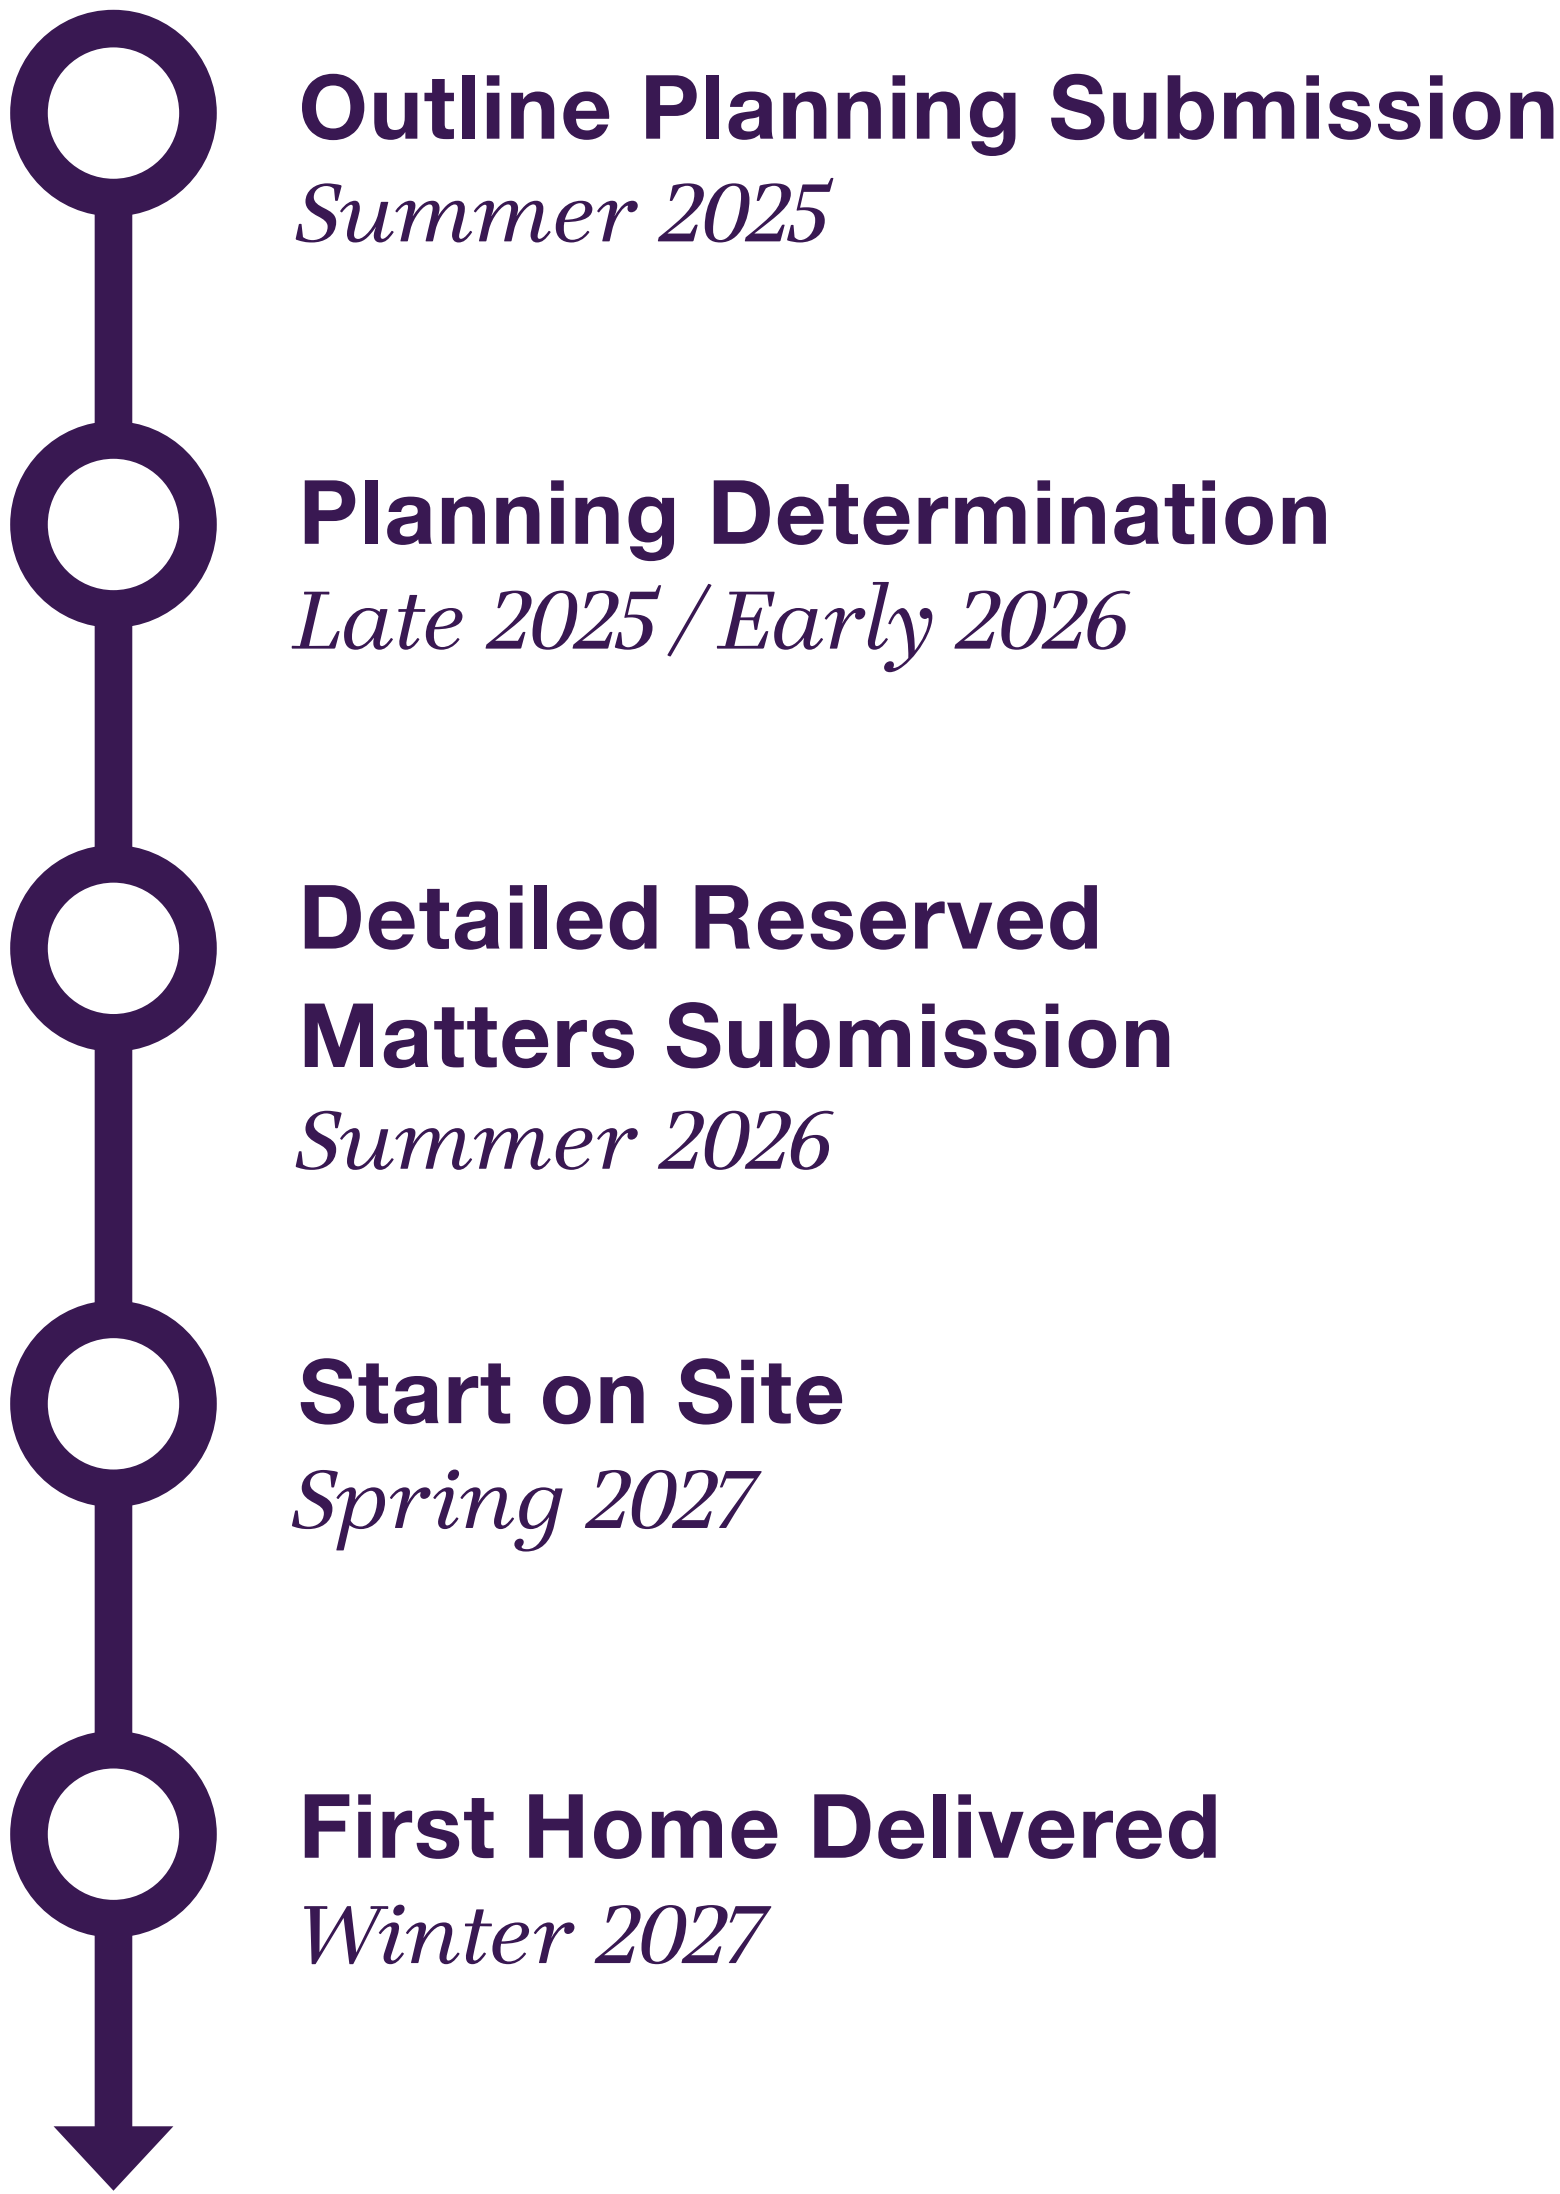 Outline Planning Submission
Summer 2025
Planning Determination
Late 2025 / Early 2026
Detailed Reserved
Matters Submission
Summer 2026
Start on Site
Spring 2027
First Home Delivered
Winter 2027